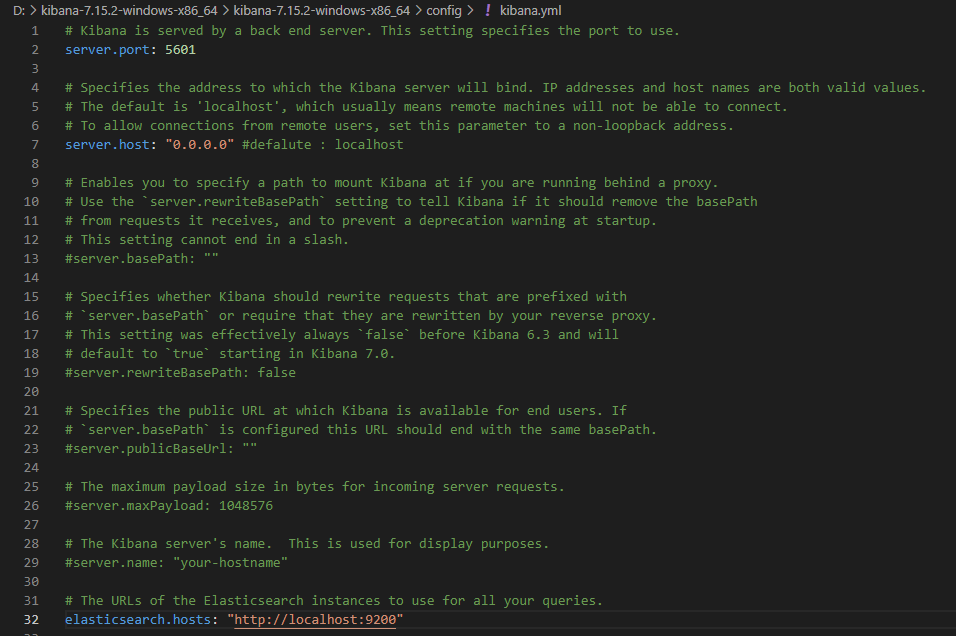 D: > kibana-7.15.2-windows-x86_64 > kibana-7.15.2-windows-x86_64 > config > ! kibana.yml
1 # Kibana is served by a back end server. This setting specifies the port to use.
2 server.port: 5601
3
4 # Specifies the address to which the Kibana server will bind. IP addresses and host names are both valid values.
5 # The default is 'localhost', which usually means remote machines will not be able to connect.
6 # To allow connections from remote users, set this parameter to a non-loopback address.
7 server.host: "0.0.0.0" #defalute : localhost
8
9 # Enables you to specify a path to mount Kibana at if you are running behind a proxy.
10 # Use the `server.rewriteBasePath` setting to tell Kibana if it should remove the basePath
11 # from requests it receives, and to prevent a deprecation warning at startup.
12 # This setting cannot end in a slash.
13 #server.basePath: ""
14
15 # Specifies whether Kibana should rewrite requests that are prefixed with
16 # `server.basePath` or require that they are rewritten by your reverse proxy.
17 # This setting was effectively always `false` before Kibana 6.3 and will
18 # default to `true` starting in Kibana 7.0.
19 #server.rewriteBasePath: false
20
21 # Specifies the public URL at which Kibana is available for end users. If
22 # `server.basePath` is configured this URL should end with the same basePath.
23 #server.publicBaseUrl: ""
24
25 # The maximum payload size in bytes for incoming server requests.
26 #server.maxPayload: 1048576
27
28 # The Kibana server's name.  This is used for display purposes.
29 #server.name: "your-hostname"
30
31 # The URLs of the Elasticsearch instances to use for all your queries.
32 elasticsearch.hosts: "http://localhost:9200"